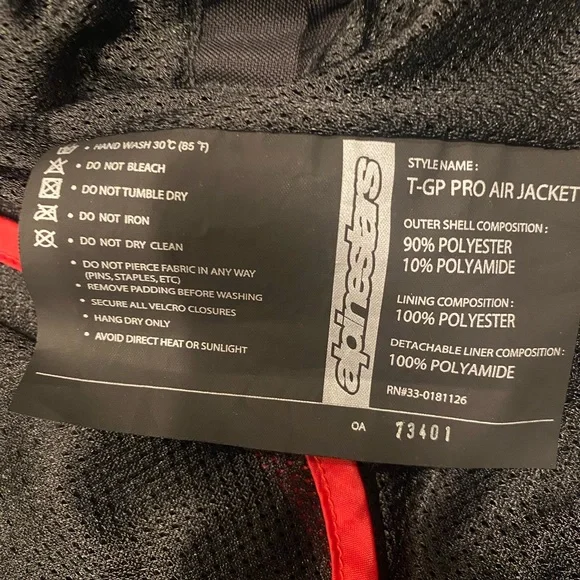 • HAND WASH 30℃ (85 ℉)
• DO NOT BLEACH
• DO NOT TUMBLE DRY
• DO NOT IRON
• DO NOT DRY CLEAN
• DO NOT PIERCE FABRIC IN ANY WAY
(PINS, STAPLES, ETC)
• REMOVE PADDING BEFORE WASHING
• SECURE ALL VELCRO CLOSURES
• HANG DRY ONLY
• AVOID DIRECT HEAT OR SUNLIGHT
alpinestars
STYLE NAME :
T-GP PRO AIR JACKET
OUTER SHELL COMPOSITION :
90% POLYESTER
10% POLYAMIDE
LINING COMPOSITION :
100% POLYESTER
DETACHABLE LINER COMPOSITION :
100% POLYAMIDE
RN#33-0181126
OA 73401